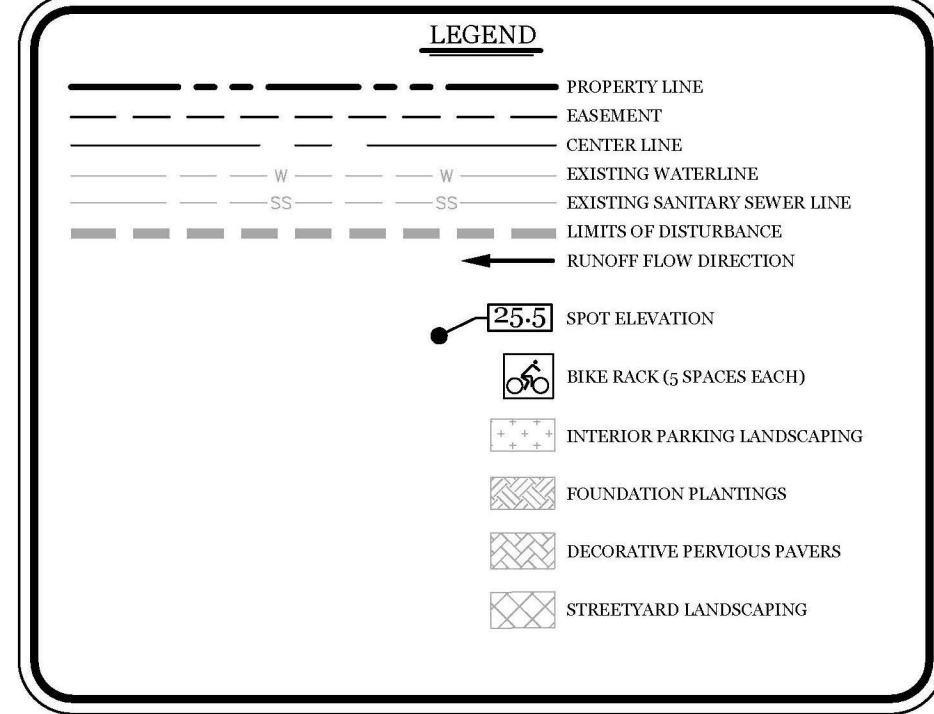 LEGEND
PROPERTY LINE
EASEMENT
CENTER LINE
W W EXISTING WATERLINE
SS SS EXISTING SANITARY SEWER LINE
LIMITS OF DISTURBANCE
RUNOFF FLOW DIRECTION
25.5 SPOT ELEVATION
BIKE RACK (5 SPACES EACH)
INTERIOR PARKING LANDSCAPING
FOUNDATION PLANTINGS
DECORATIVE PERVIOUS PAVERS
STREETYARD LANDSCAPING